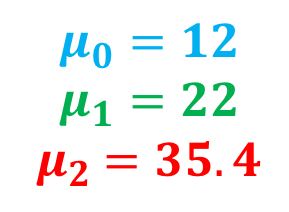 μ₀ = 12
μ₁ = 22
μ₂ = 35.4